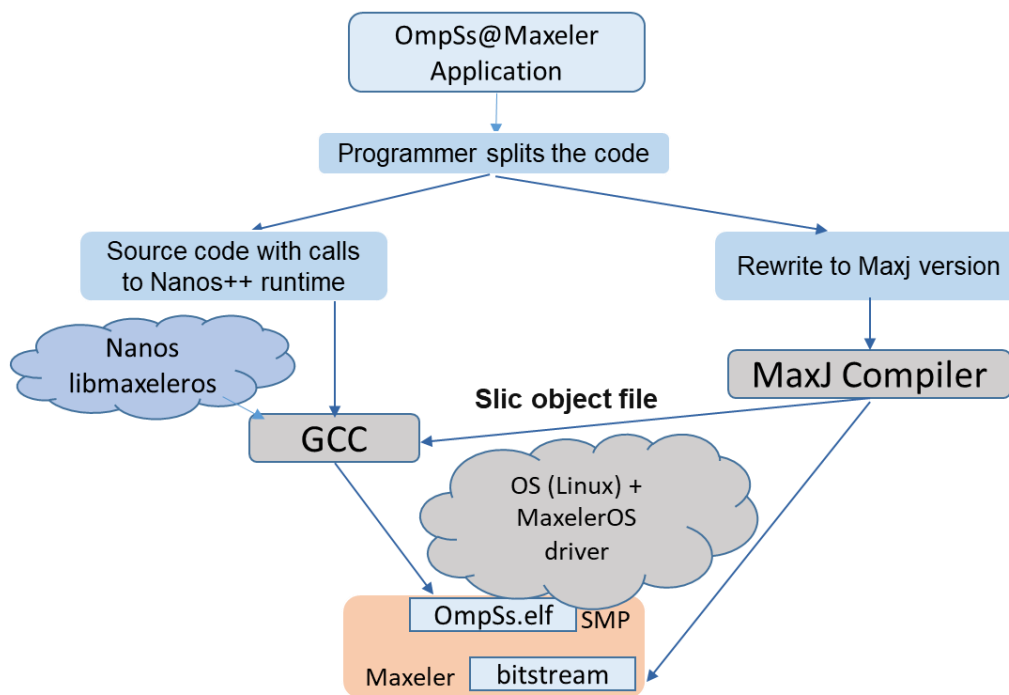 OmpSs@Maxeler
Application
Programmer splits the code
Source code with calls
to Nanos++ runtime
Rewrite to Maxj version
Nanos
libmaxeleros
MaxJ Compiler
Slic object file
GCC
OS (Linux) +
MaxelerOS
driver
OmpSs.elf
SMP
Maxeler
bitstream